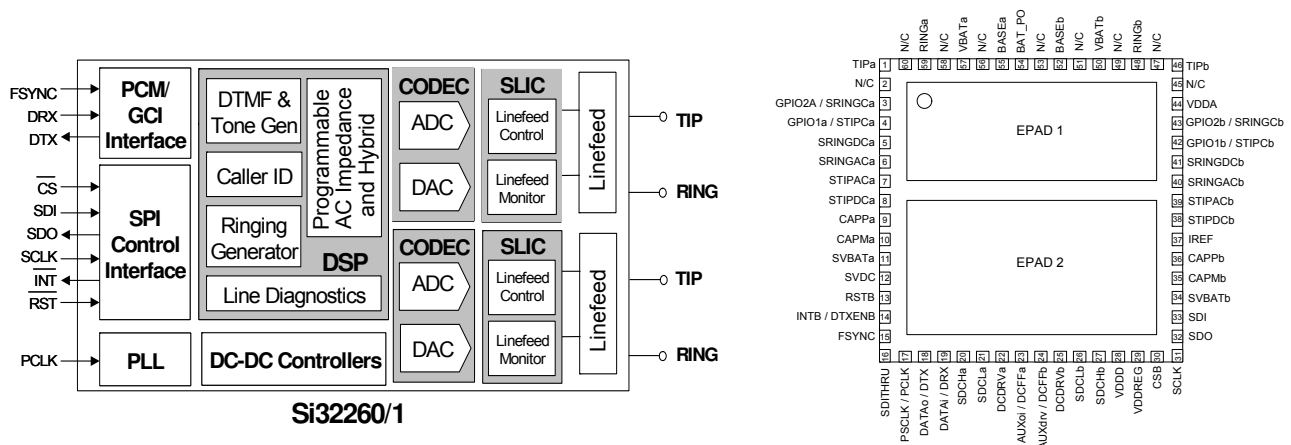 FSYNC
DRX
DTX
CS
SDI
SDO
SCLK
INT
RST
PCLK
PCM/
GCI
Interface
SPI
Control
Interface
PLL
DTMF &
Tone Gen
Caller ID
Ringing
Generator
Programmable
AC Impedance
and Hybrid
DSP
Line Diagnostics
DC-DC Controllers
CODEC
ADC
DAC
SLIC
Linefeed
Control
Linefeed
Monitor
Linefeed
TIP
RING
CODEC
ADC
DAC
SLIC
Linefeed
Control
Linefeed
Monitor
Linefeed
TIP
RING
Si32260/1
N/C
RINGa
N/C
VBATa
N/C
BASEa
BAT_PO
N/C
BASEb
N/C
VBATb
N/C
RINGb
N/C
60
59
58
57
56
55
54
53
52
51
50
49
48
47
TIPa 1
N/C 2
GPIO2A / SRINGCa 3
GPIO1a / STIPCa 4
SRINGDCa 5
SRINGACa 6
STIPACa 7
STIPDCa 8
CAPPa 9
CAPMa 10
SVBATa 11
SVDC 12
RSTB 13
INTB / DTXENB 14
FSYNC 15
EPAD 1
EPAD 2
46 TIPb
45 N/C
44 VDDA
43 GPIO2b / SRINGCb
42 GPIO1b / STIPCb
41 SRINGDCb
40 SRINGACb
39 STIPACb
38 STIPDCb
37 IREF
36 CAPPb
35 CAPMb
34 SVBATb
33 SDI
32 SDO
16
17
18
19
20
21
22
23
24
25
26
27
28
29
30
31
SDITHRU
PSCLK / PCLK
DATAo / DTX
DATAi / DRX
SDCHa
SDCLa
DCDRVa
AUXoi / DCFFa
AUXdrv / DCFFb
DCDRVb
SDCLb
SDCHb
VDDD
VDDREG
CSB
SCLK